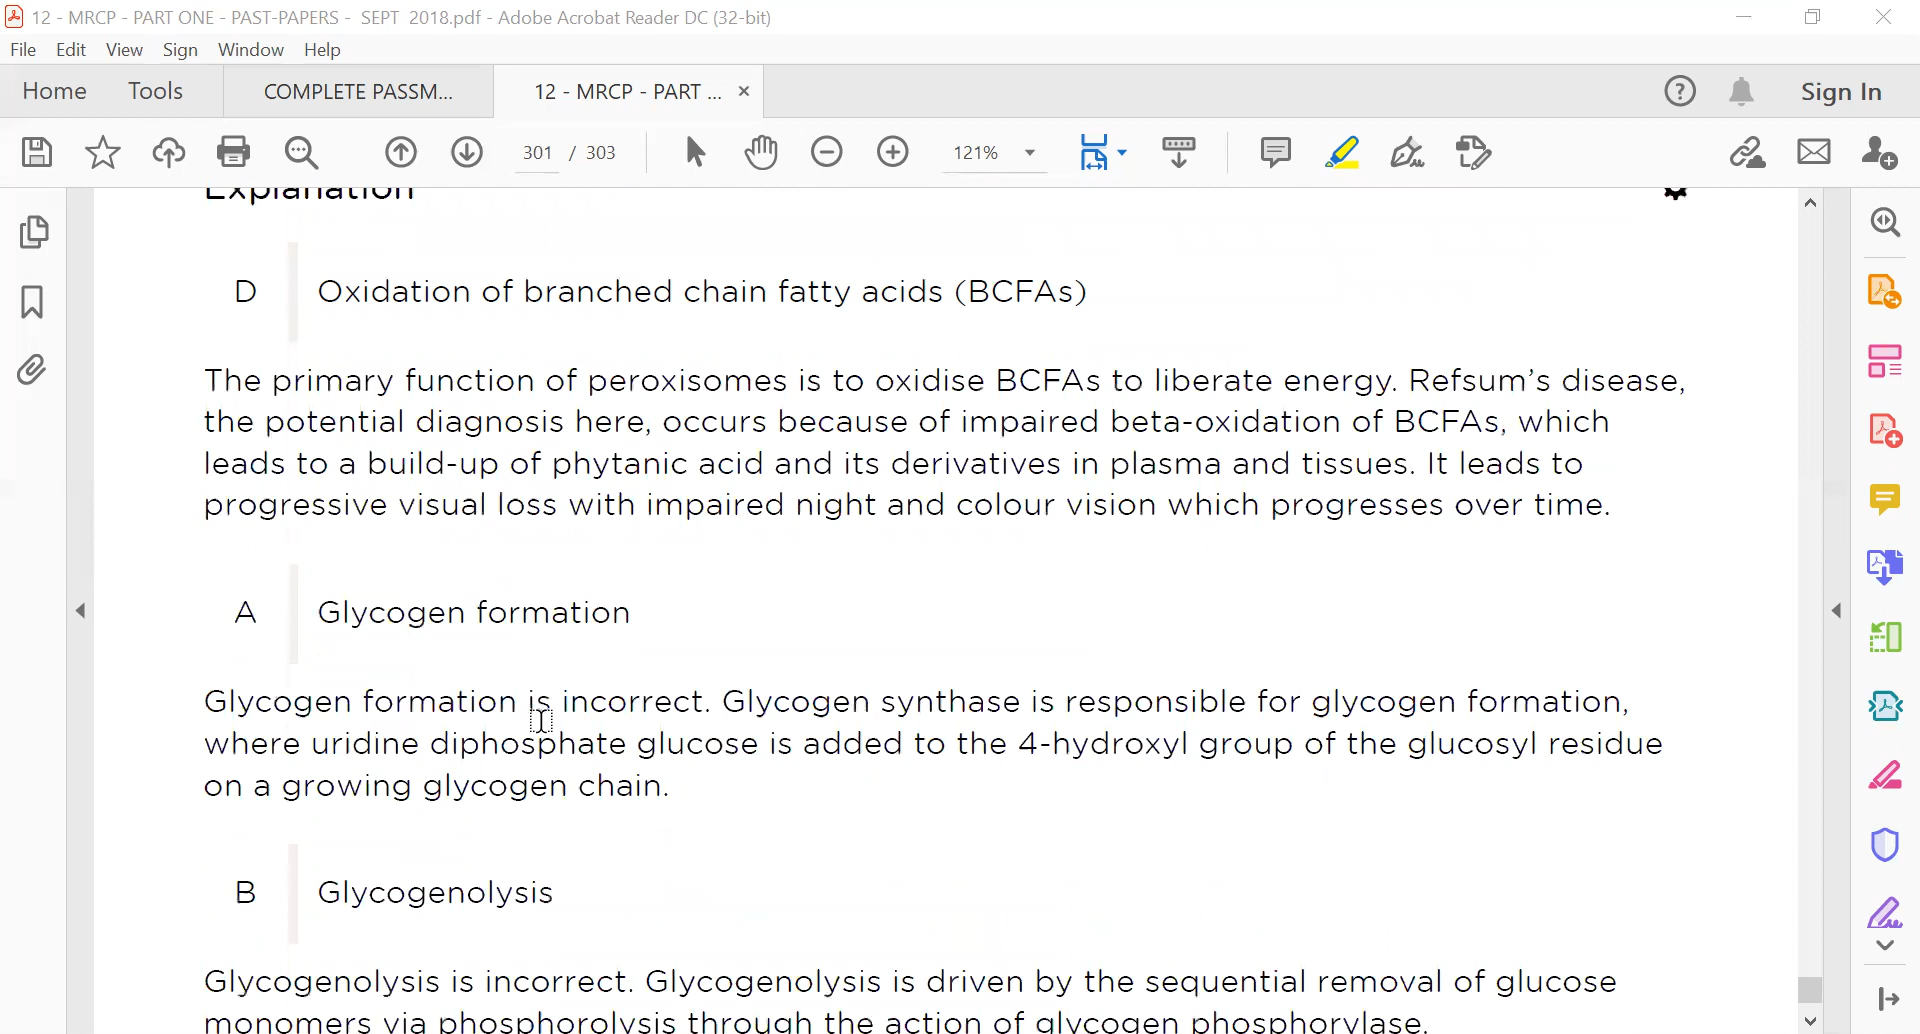 12 - MRCP - PART ONE - PAST-PAPERS - SEPT 2018.pdf - Adobe Acrobat Reader DC (32-bit)
File Edit View Sign Window Help
Home Tools COMPLETE PASSM... 12 - MRCP - PART ... × Sign In
301 / 303 121%
Explanation
D Oxidation of branched chain fatty acids (BCFAs)
The primary function of peroxisomes is to oxidise BCFAs to liberate energy. Refsum’s disease,
the potential diagnosis here, occurs because of impaired beta-oxidation of BCFAs, which
leads to a build-up of phytanic acid and its derivatives in plasma and tissues. It leads to
progressive visual loss with impaired night and colour vision which progresses over time.
A Glycogen formation
Glycogen formation is incorrect. Glycogen synthase is responsible for glycogen formation,
where uridine diphosphate glucose is added to the 4-hydroxyl group of the glucosyl residue
on a growing glycogen chain.
B Glycogenolysis
Glycogenolysis is incorrect. Glycogenolysis is driven by the sequential removal of glucose
monomers via phosphorolysis through the action of glycogen phosphorylase.